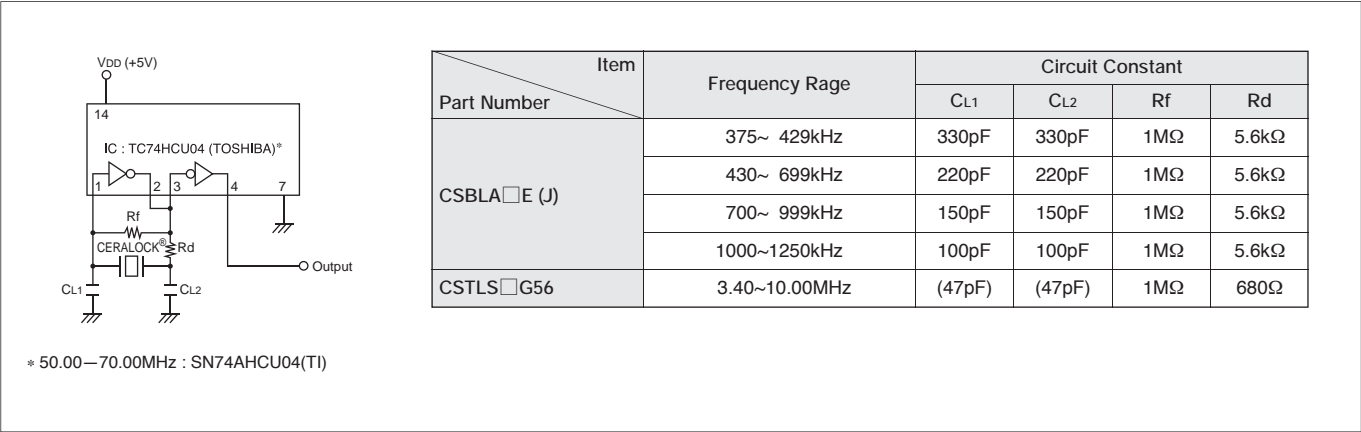 VDD (+5V)
14
IC : TC74HCU04 (TOSHIBA)*
1 2 3 4 7
Rf
CERALOCK® Rd
Output
CL1 CL2
* 50.00—70.00MHz : SN74AHCU04(TI)
Item
Part Number
Frequency Rage
Circuit Constant
CL1 CL2 Rf Rd
CSBLA□E (J)
375~ 429kHz 330pF 330pF 1MΩ 5.6kΩ
430~ 699kHz 220pF 220pF 1MΩ 5.6kΩ
700~ 999kHz 150pF 150pF 1MΩ 5.6kΩ
1000~1250kHz 100pF 100pF 1MΩ 5.6kΩ
CSTLS□G56 3.40~10.00MHz (47pF) (47pF) 1MΩ 680Ω